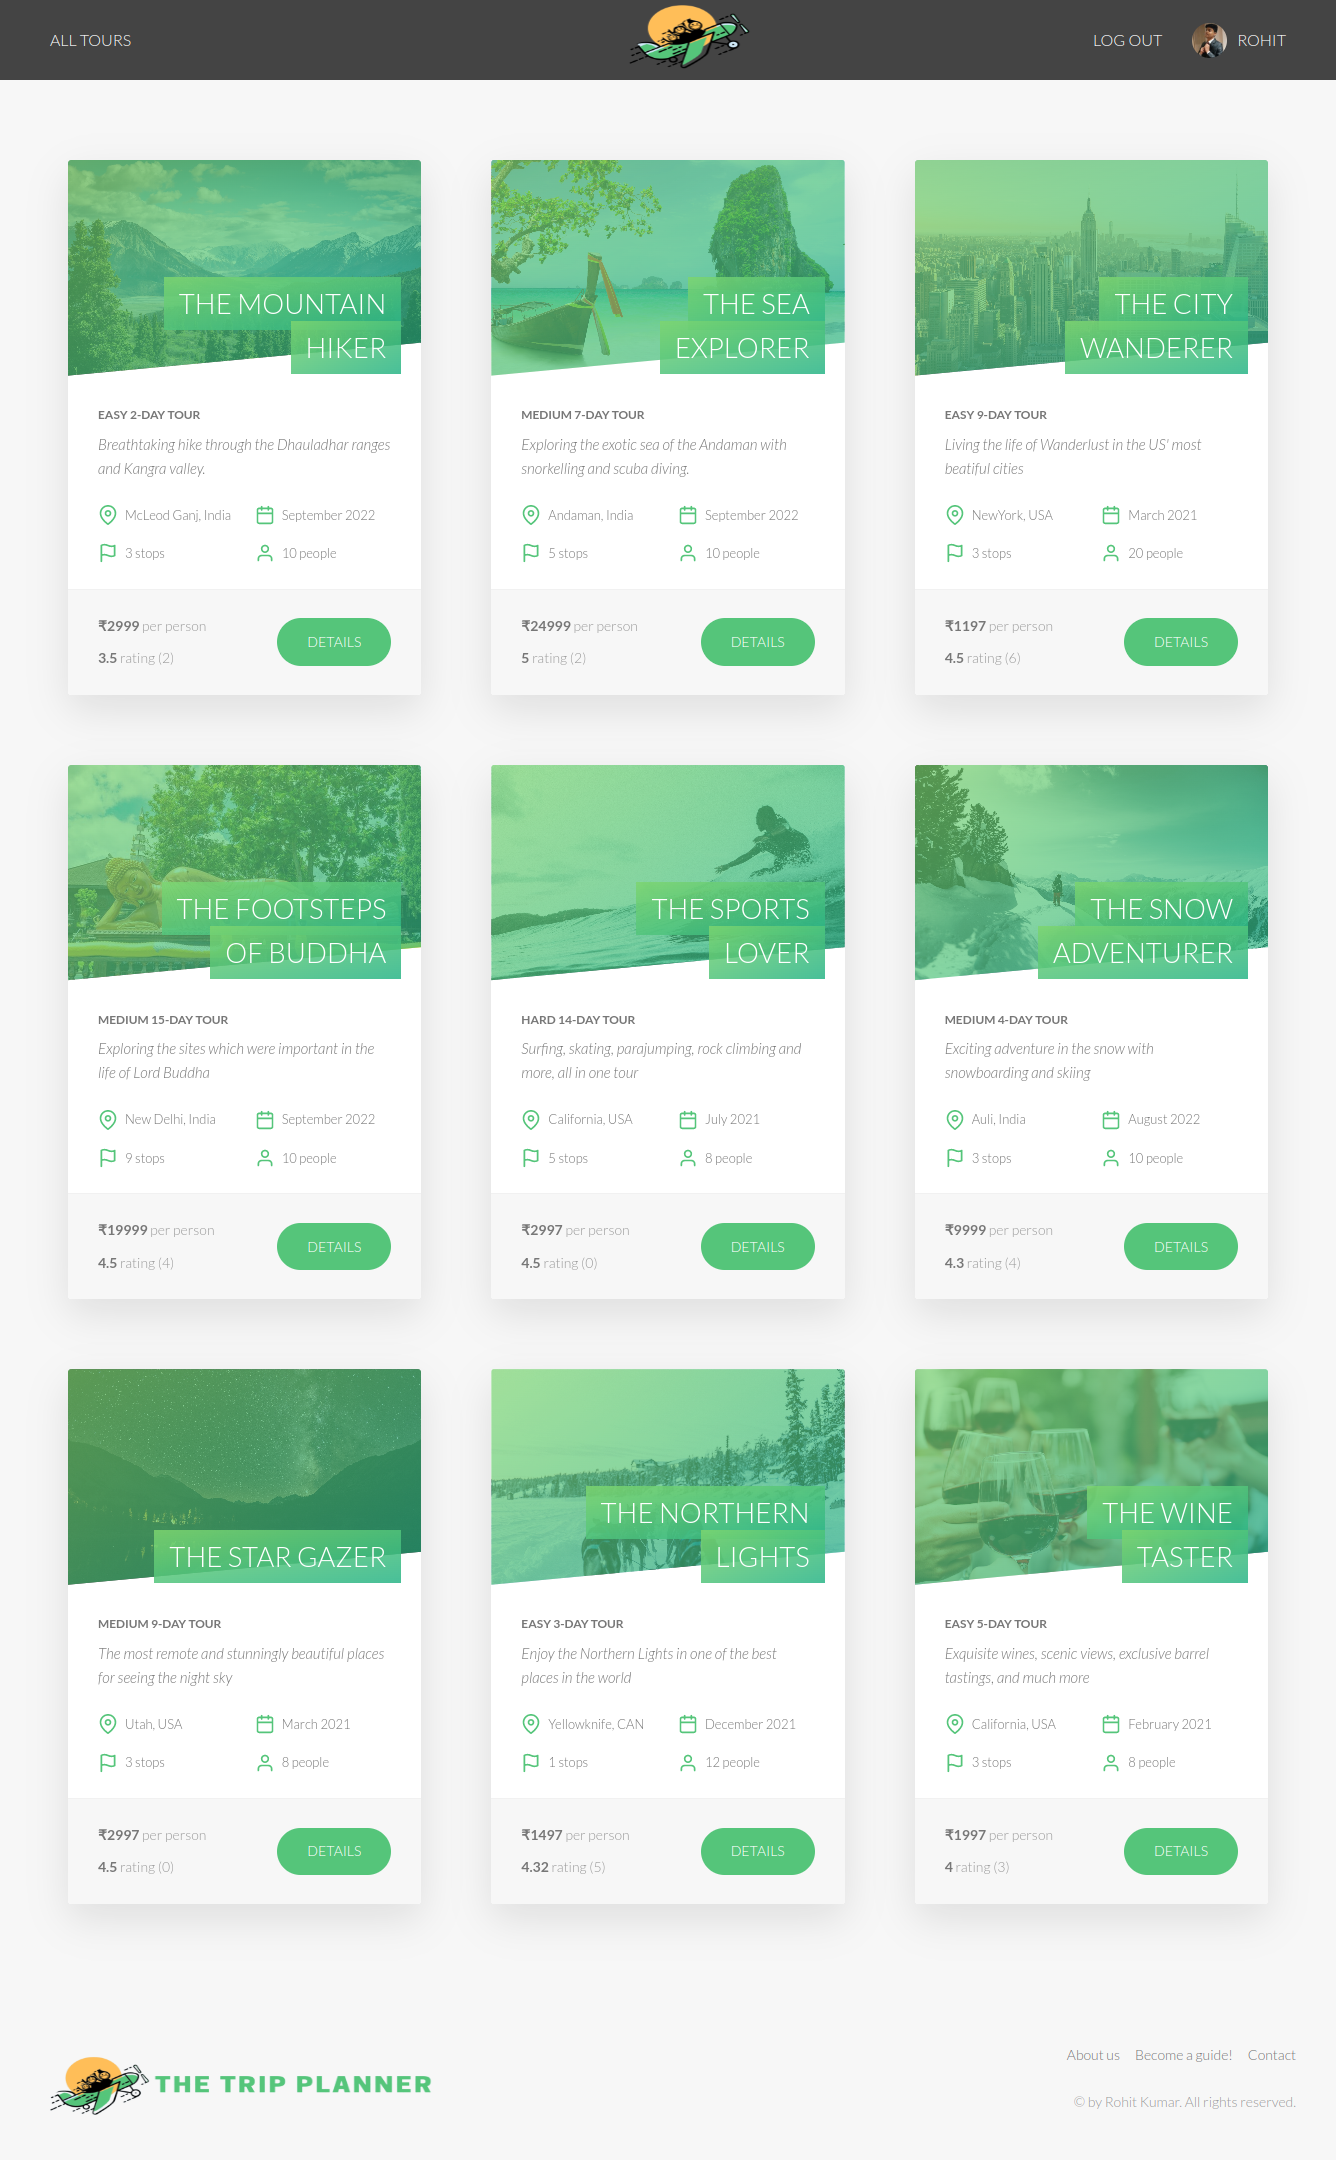 ALL TOURS
LOG OUT
ROHIT
THE MOUNTAIN
HIKER
EASY 2-DAY TOUR
Breathtaking hike through the Dhauladhar ranges
and Kangra valley.
McLeod Ganj, India
September 2022
3 stops
10 people
₹2999 per person
3.5 rating (2)
DETAILS
THE SEA
EXPLORER
MEDIUM 7-DAY TOUR
Exploring the exotic sea of the Andaman with
snorkelling and scuba diving.
Andaman, India
September 2022
5 stops
10 people
₹24999 per person
5 rating (2)
DETAILS
THE CITY
WANDERER
EASY 9-DAY TOUR
Living the life of Wanderlust in the US' most
beatiful cities
NewYork, USA
March 2021
3 stops
20 people
₹1197 per person
4.5 rating (6)
DETAILS
THE FOOTSTEPS
OF BUDDHA
MEDIUM 15-DAY TOUR
Exploring the sites which were important in the
life of Lord Buddha
New Delhi, India
September 2022
9 stops
10 people
₹19999 per person
4.5 rating (4)
DETAILS
THE SPORTS
LOVER
HARD 14-DAY TOUR
Surfing, skating, parajumping, rock climbing and
more, all in one tour
California, USA
July 2021
5 stops
8 people
₹2997 per person
4.5 rating (0)
DETAILS
THE SNOW
ADVENTURER
MEDIUM 4-DAY TOUR
Exciting adventure in the snow with
snowboarding and skiing
Auli, India
August 2022
3 stops
10 people
₹9999 per person
4.3 rating (4)
DETAILS
THE STAR GAZER
MEDIUM 9-DAY TOUR
The most remote and stunningly beautiful places
for seeing the night sky
Utah, USA
March 2021
3 stops
8 people
₹2997 per person
4.5 rating (0)
DETAILS
THE NORTHERN
LIGHTS
EASY 3-DAY TOUR
Enjoy the Northern Lights in one of the best
places in the world
Yellowknife, CAN
December 2021
1 stops
12 people
₹1497 per person
4.32 rating (5)
DETAILS
THE WINE
TASTER
EASY 5-DAY TOUR
Exquisite wines, scenic views, exclusive barrel
tastings, and much more
California, USA
February 2021
3 stops
8 people
₹1997 per person
4 rating (3)
DETAILS
THE TRIP PLANNER
About us
Become a guide!
Contact
© by Rohit Kumar. All rights reserved.